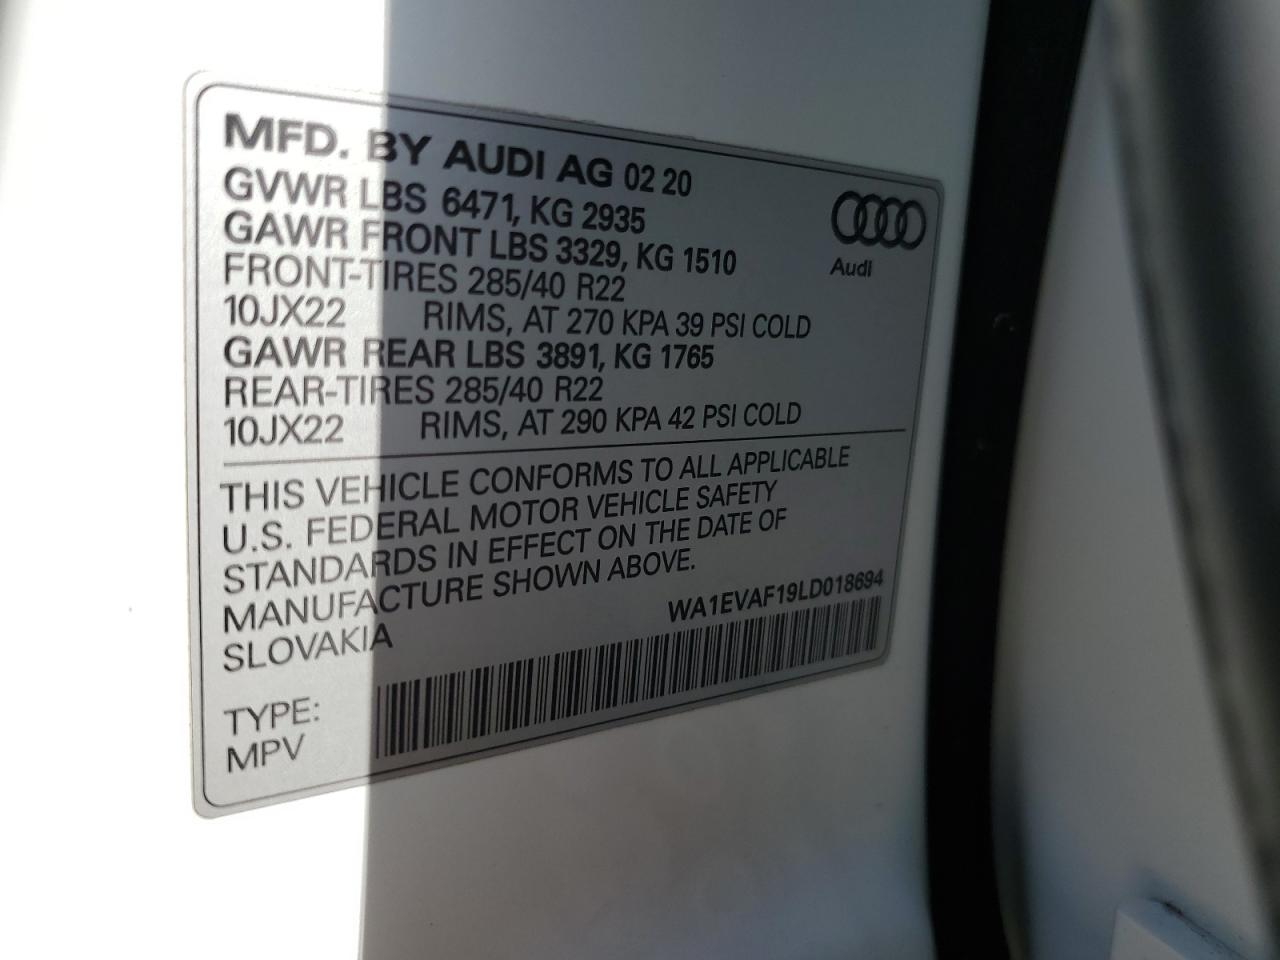 MFD. BY AUDI AG 02 20
GVWR LBS 6471, KG 2935
GAWR FRONT LBS 3329, KG 1510
FRONT-TIRES 285/40 R22
10JX22 RIMS, AT 270 KPA 39 PSI COLD
GAWR REAR LBS 3891, KG 1765
REAR-TIRES 285/40 R22
10JX22 RIMS, AT 290 KPA 42 PSI COLD
Audi
THIS VEHICLE CONFORMS TO ALL APPLICABLE
U.S. FEDERAL MOTOR VEHICLE SAFETY
STANDARDS IN EFFECT ON THE DATE OF
MANUFACTURE SHOWN ABOVE.
SLOVAKIA
WA1EVAF19LD018694
TYPE:
MPV